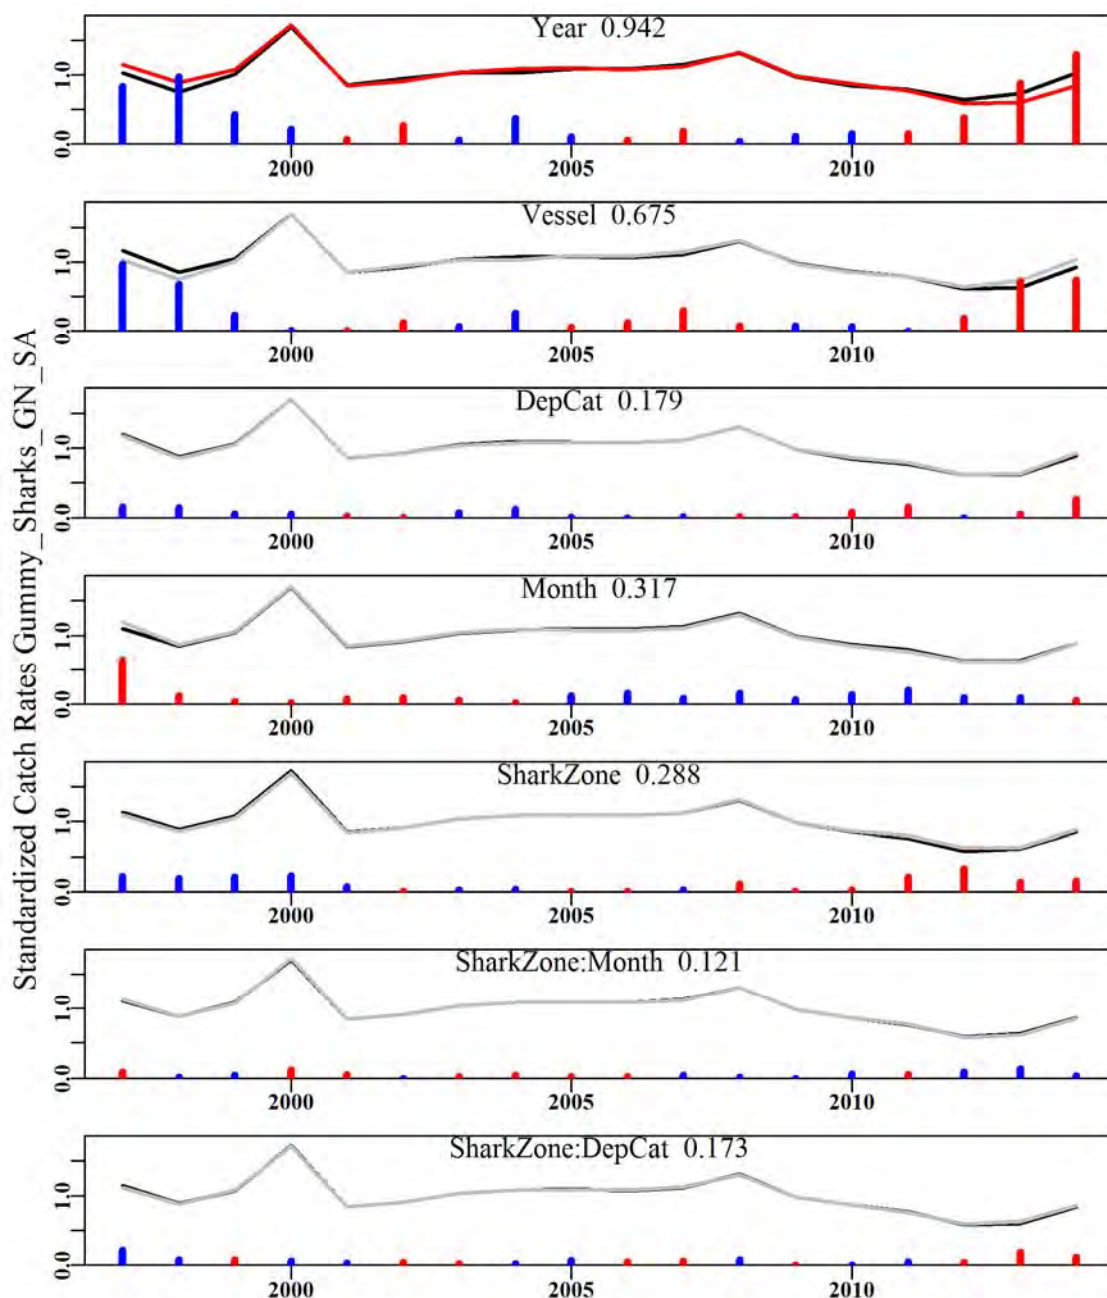 Standardized Catch Rates Gummy_Sharks_GN_SA
Year 0.942
0.0 1.0
2000 2005 2010
Vessel 0.675
0.0 1.0
2000 2005 2010
DepCat 0.179
0.0 1.0
2000 2005 2010
Month 0.317
0.0 1.0
2000 2005 2010
SharkZone 0.288
0.0 1.0
2000 2005 2010
SharkZone:Month 0.121
0.0 1.0
2000 2005 2010
SharkZone:DepCat 0.173
0.0 1.0
2000 2005 2010